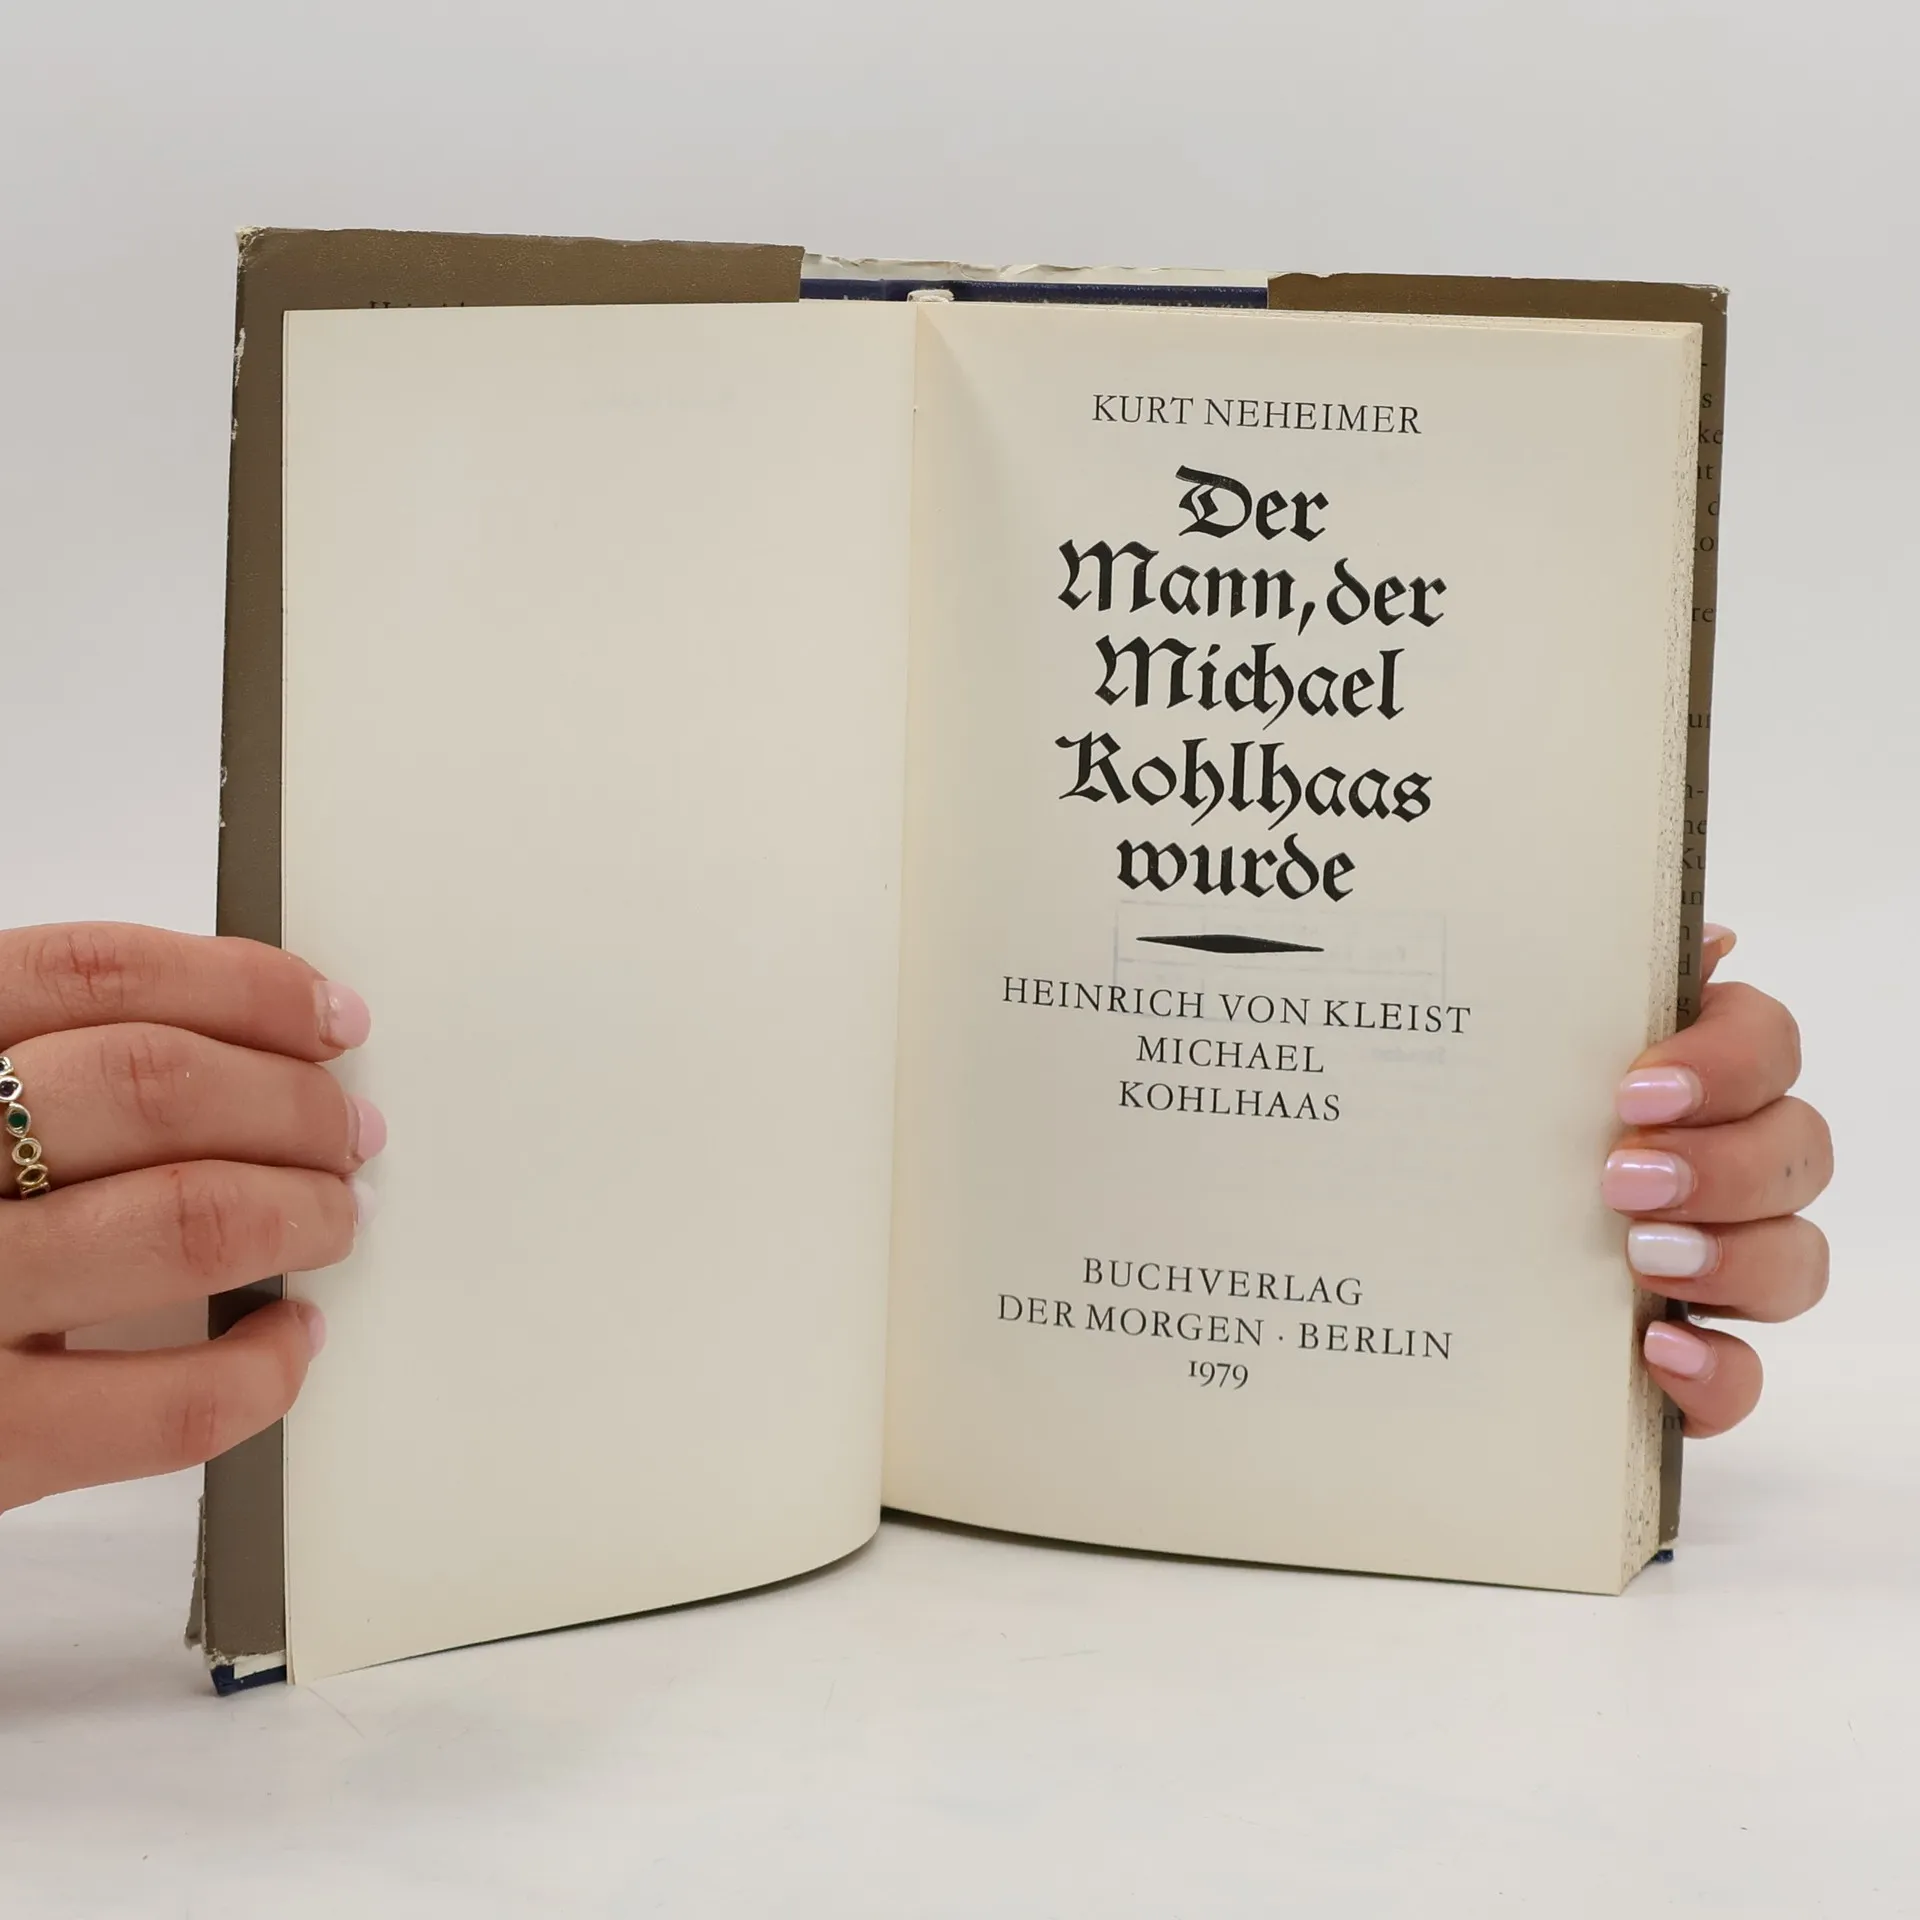 KURT NEHEIMER
Der
Mann, der
Michael
Kohlhaas
wurde
HEINRICH VON KLEIST
MICHAEL
KOHLHAAS
BUCHVERLAG
DER MORGEN · BERLIN
1979